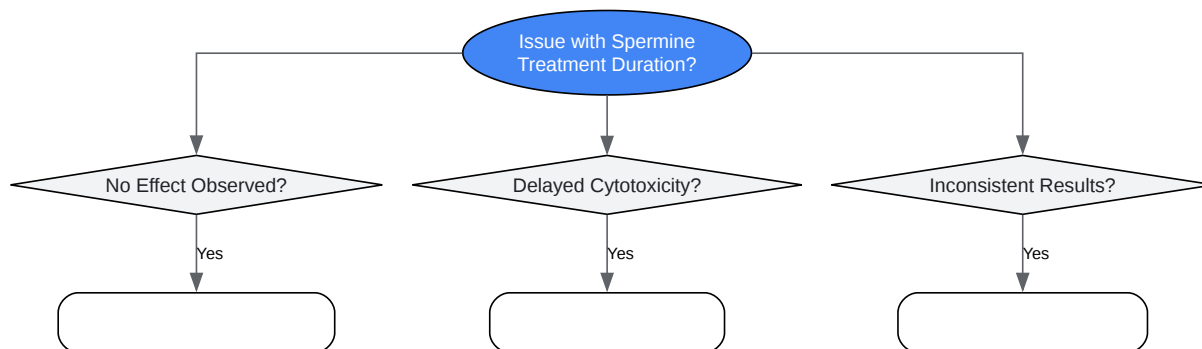 Issue with Spermine
Treatment Duration?
No Effect Observed?
Delayed Cytotoxicity?
Inconsistent Results?
Yes
Yes
Yes